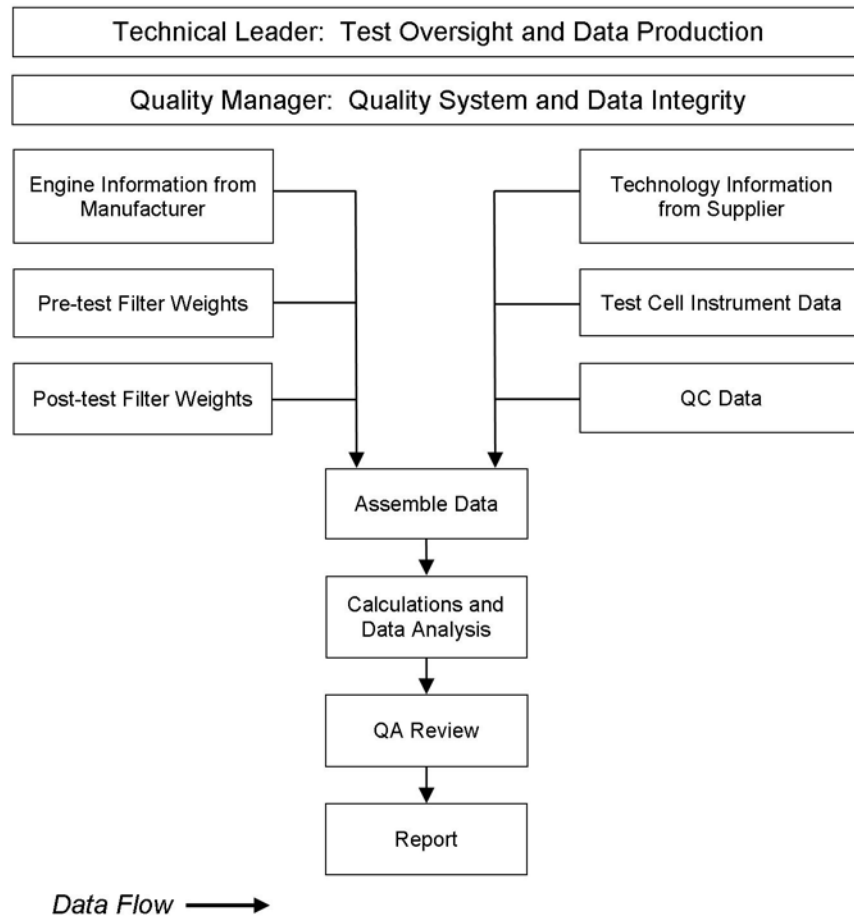 Technical Leader: Test Oversight and Data Production
Quality Manager: Quality System and Data Integrity
Engine Information from
Manufacturer
Technology Information
from Supplier
Pre-test Filter Weights
Test Cell Instrument Data
Post-test Filter Weights
QC Data
Assemble Data
Calculations and
Data Analysis
QA Review
Report
Data Flow